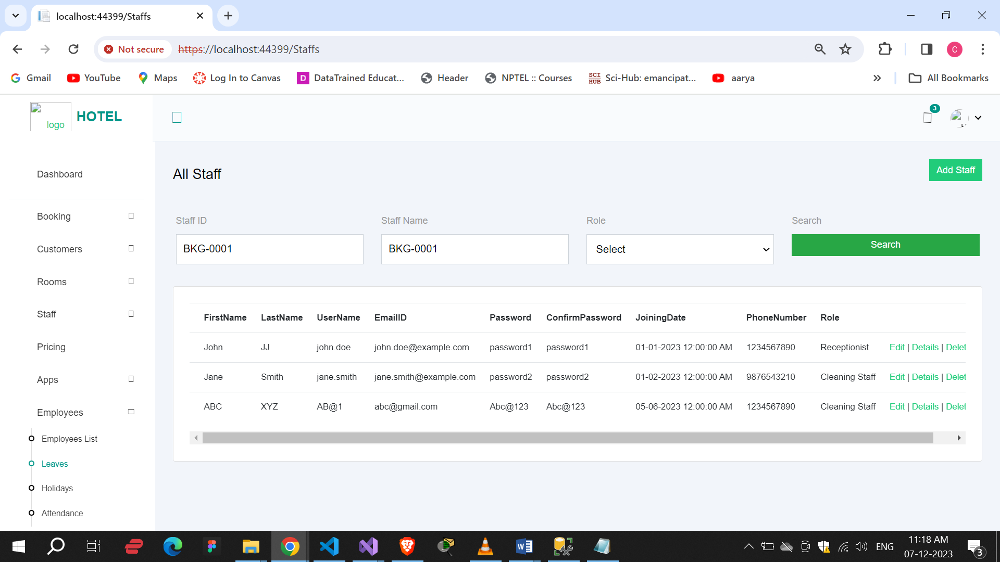 localhost:44399/Staffs
Not secure
https://localhost:44399/Staffs
C
Gmail
YouTube
Maps
Log In to Canvas
D
DataTrained Educat...
Header
NPTEL :: Courses
SCI HUB
Sci-Hub: emancipat...
aarya
All Bookmarks
logo
HOTEL
3
Dashboard
Booking
Customers
Rooms
Staff
Pricing
Apps
Employees
Employees List
Leaves
Holidays
Attendance
All Staff
Add Staff
Staff ID Staff Name Role Search
BKG-0001 BKG-0001 Select Search
FirstName LastName UserName EmailID Password ConfirmPassword JoiningDate PhoneNumber Role
John JJ john.doe john.doe@example.com password1 password1 01-01-2023 12:00:00 AM 1234567890 Receptionist Edit | Details | Delet
Jane Smith jane.smith jane.smith@example.com password2 password2 01-02-2023 12:00:00 AM 9876543210 Cleaning Staff Edit | Details | Delet
ABC XYZ AB@1 abc@gmail.com Abc@123 Abc@123 05-06-2023 12:00:00 AM 1234567890 Cleaning Staff Edit | Details | Delet
ENG
11:18 AM
07-12-2023
3